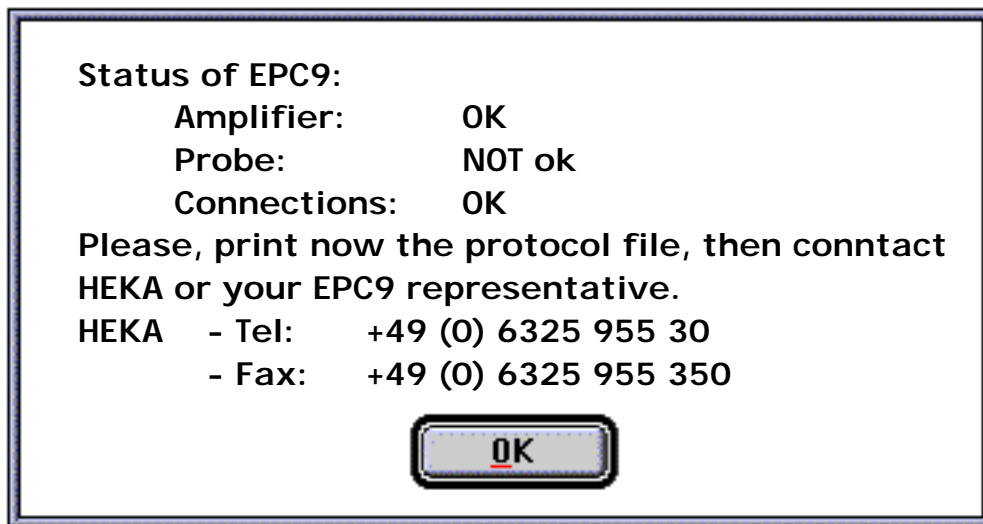 Status of EPC9:
Amplifier: OK
Probe: NOT ok
Connections: OK
Please, print now the protocol file, then conntact
HEKA or your EPC9 representative.
HEKA - Tel: +49 (0) 6325 955 30
- Fax: +49 (0) 6325 955 350
OK